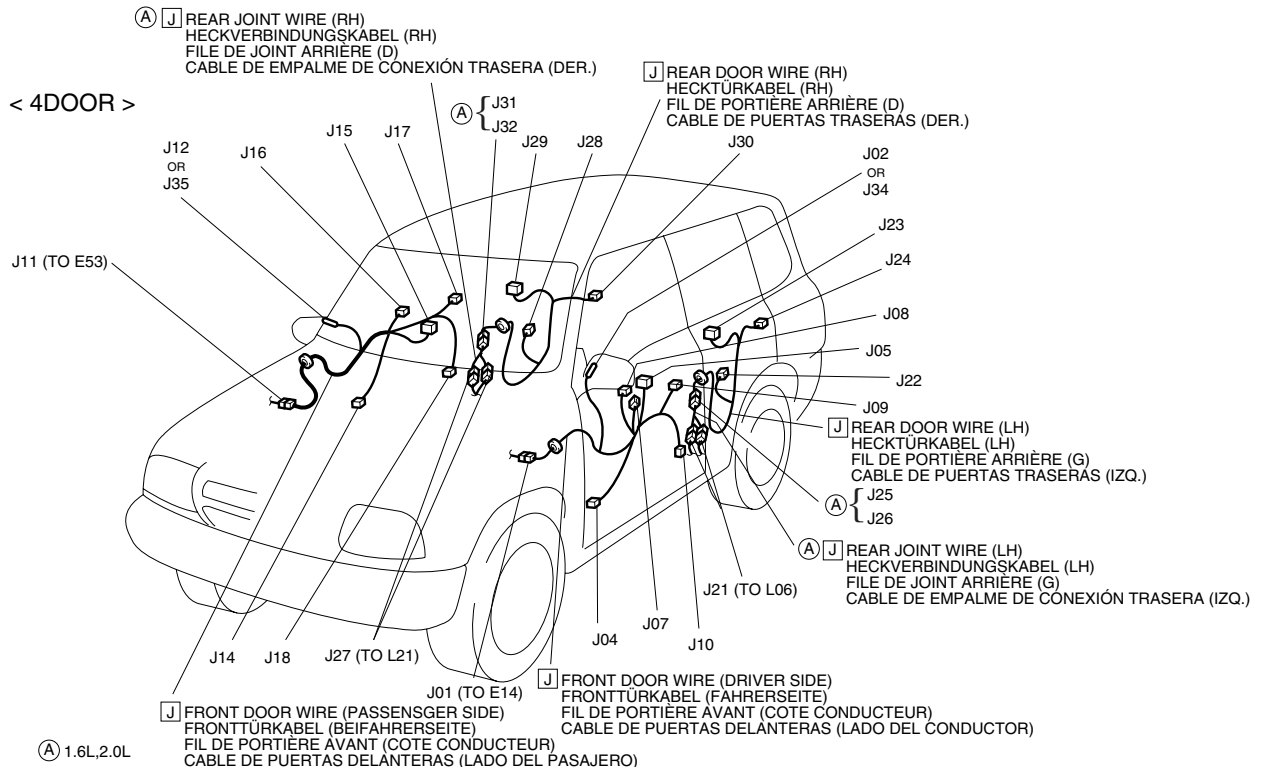 Ⓐ J REAR JOINT WIRE (RH)
HECKVERBINDUNGSKABEL (RH)
FILE DE JOINT ARRIÈRE (D)
CABLE DE EMPALME DE CONEXIÓN TRASERA (DER.)
J REAR DOOR WIRE (RH)
HECKTÜRKABEL (RH)
FIL DE PORTIÈRE ARRIÈRE (D)
CABLE DE PUERTAS TRASERAS (DER.)
< 4DOOR >
Ⓐ { J31
J32
J12
OR
J35
J16
J15
J17
J29
J28
J30
J02
OR
J34
J23
J24
J11 (TO E53)
J08
J05
J22
J09
J REAR DOOR WIRE (LH)
HECKTÜRKABEL (LH)
FIL DE PORTIÈRE ARRIÈRE (G)
CABLE DE PUERTAS TRASERAS (IZQ.)
Ⓐ { J25
J26
Ⓐ J REAR JOINT WIRE (LH)
HECKVERBINDUNGSKABEL (LH)
FILE DE JOINT ARRIÈRE (G)
CABLE DE EMPALME DE CONEXIÓN TRASERA (IZQ.)
J21 (TO L06)
J04
J07
J10
J14
J18
J27 (TO L21)
J01 (TO E14)
J FRONT DOOR WIRE (DRIVER SIDE)
FRONTTÜRKABEL (FAHRERSEITE)
FIL DE PORTIÈRE AVANT (COTE CONDUCTEUR)
CABLE DE PUERTAS DELANTERAS (LADO DEL CONDUCTOR)
J FRONT DOOR WIRE (PASSENSGER SIDE)
FRONTTÜRKABEL (BEIFAHRERSEITE)
FIL DE PORTIÈRE AVANT (COTE CONDUCTEUR)
CABLE DE PUERTAS DELANTERAS (LADO DEL PASAJERO)
Ⓐ 1.6L,2.0L